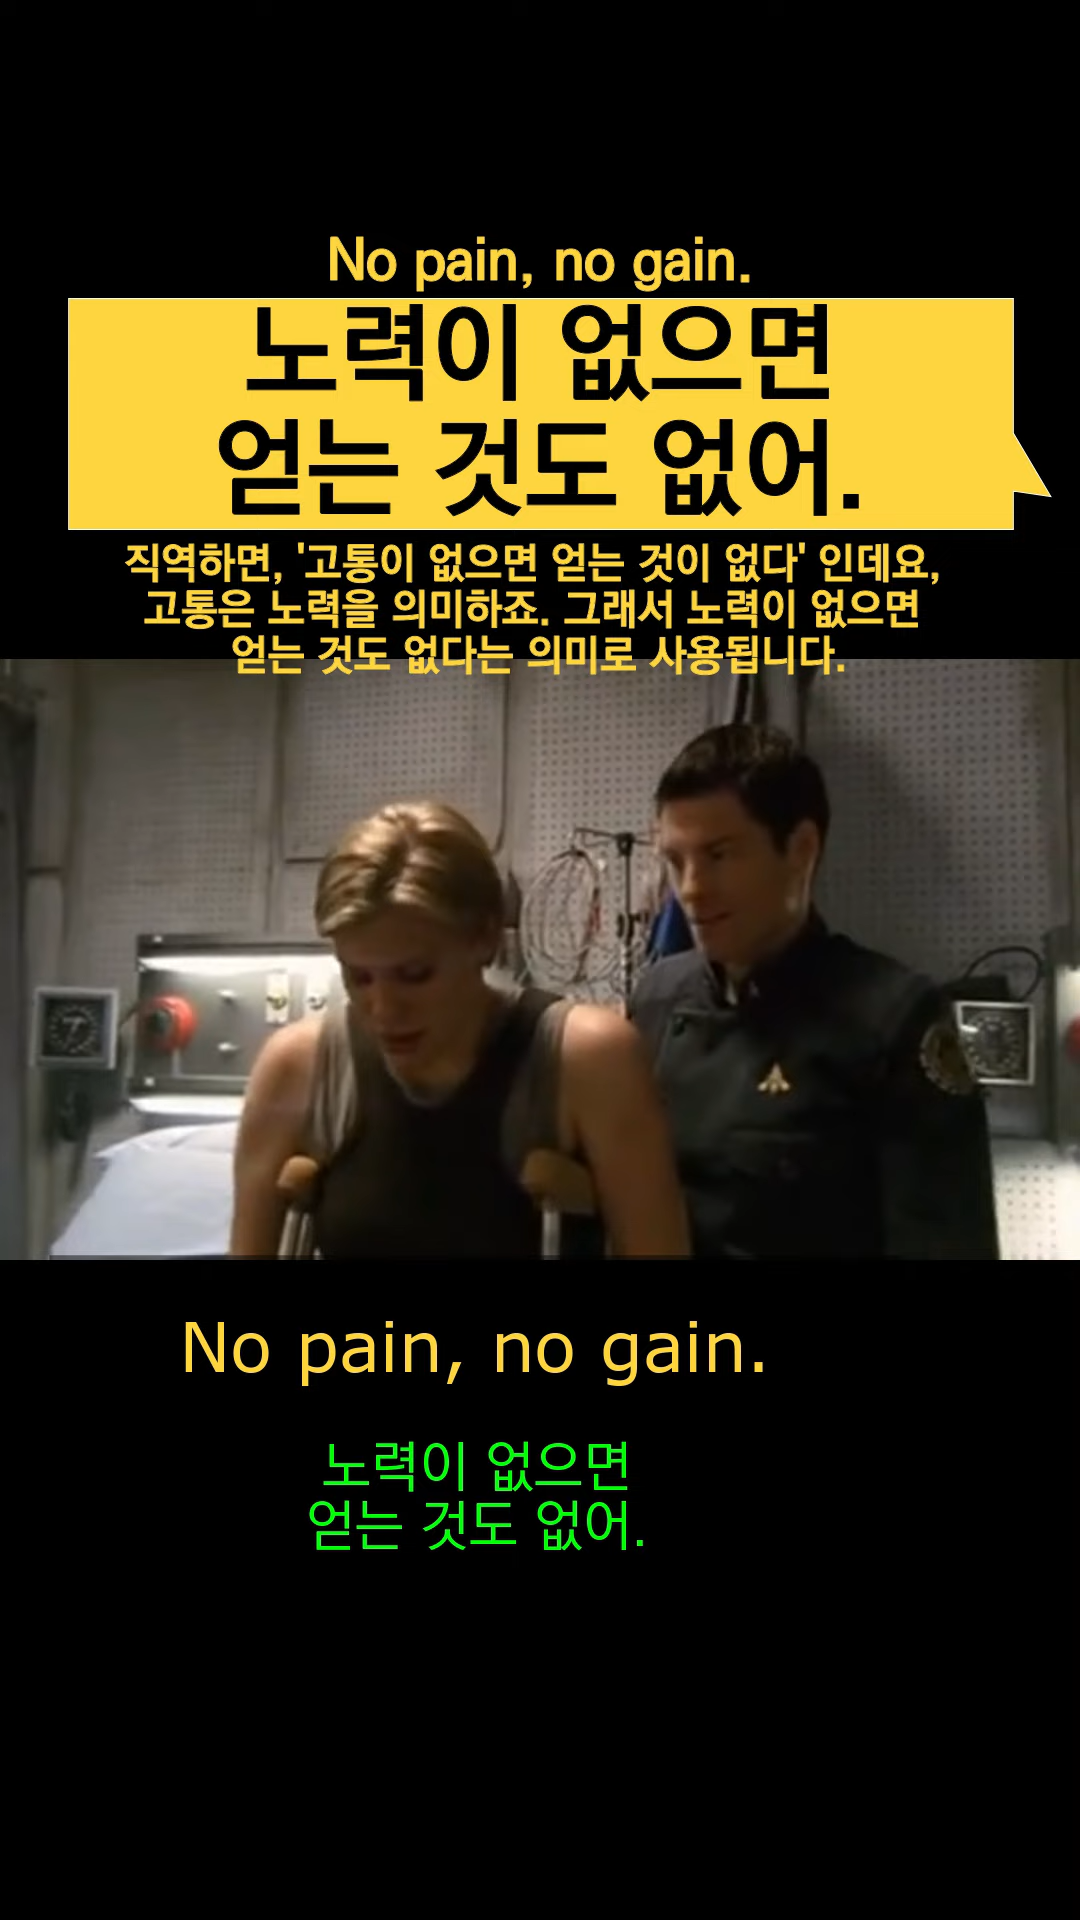 No pain, no gain.
노력이 없으면
얻는 것도 없어.
직역하면, '고통이 없으면 얻는 것이 없다' 인데요,
고통은 노력을 의미하죠. 그래서 노력이 없으면
얻는 것도 없다는 의미로 사용됩니다.
No pain, no gain.
노력이 없으면
얻는 것도 없어.